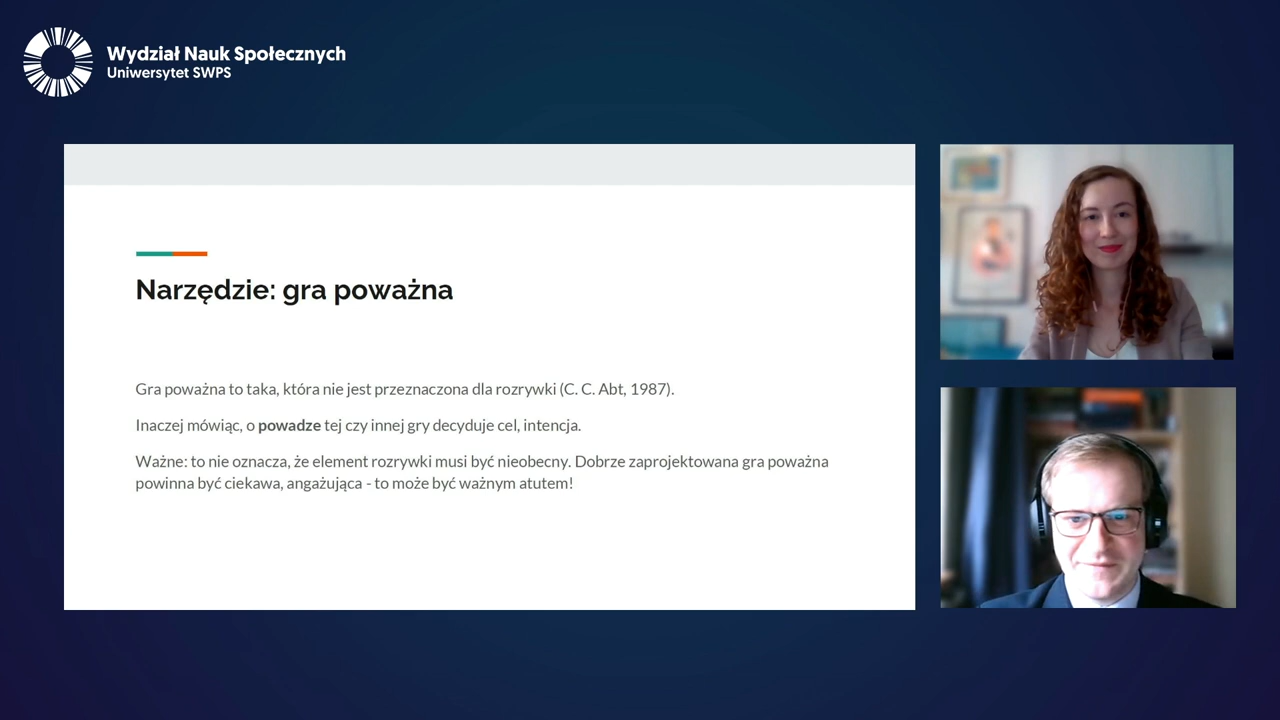 Wydział Nauk Społecznych
Uniwersytet SWPS
Narzędzie: gra poważna
Gra poważna to taka, która nie jest przeznaczona dla rozrywki (C. C. Abt, 1987).
Inaczej mówiąc, o powadze tej czy innej gry decyduje cel, intencja.
Ważne: to nie oznacza, że element rozrywki musi być nieobecny. Dobrze zaprojektowana gra poważna
powinna być ciekawa, angażująca - to może być ważnym atutem!